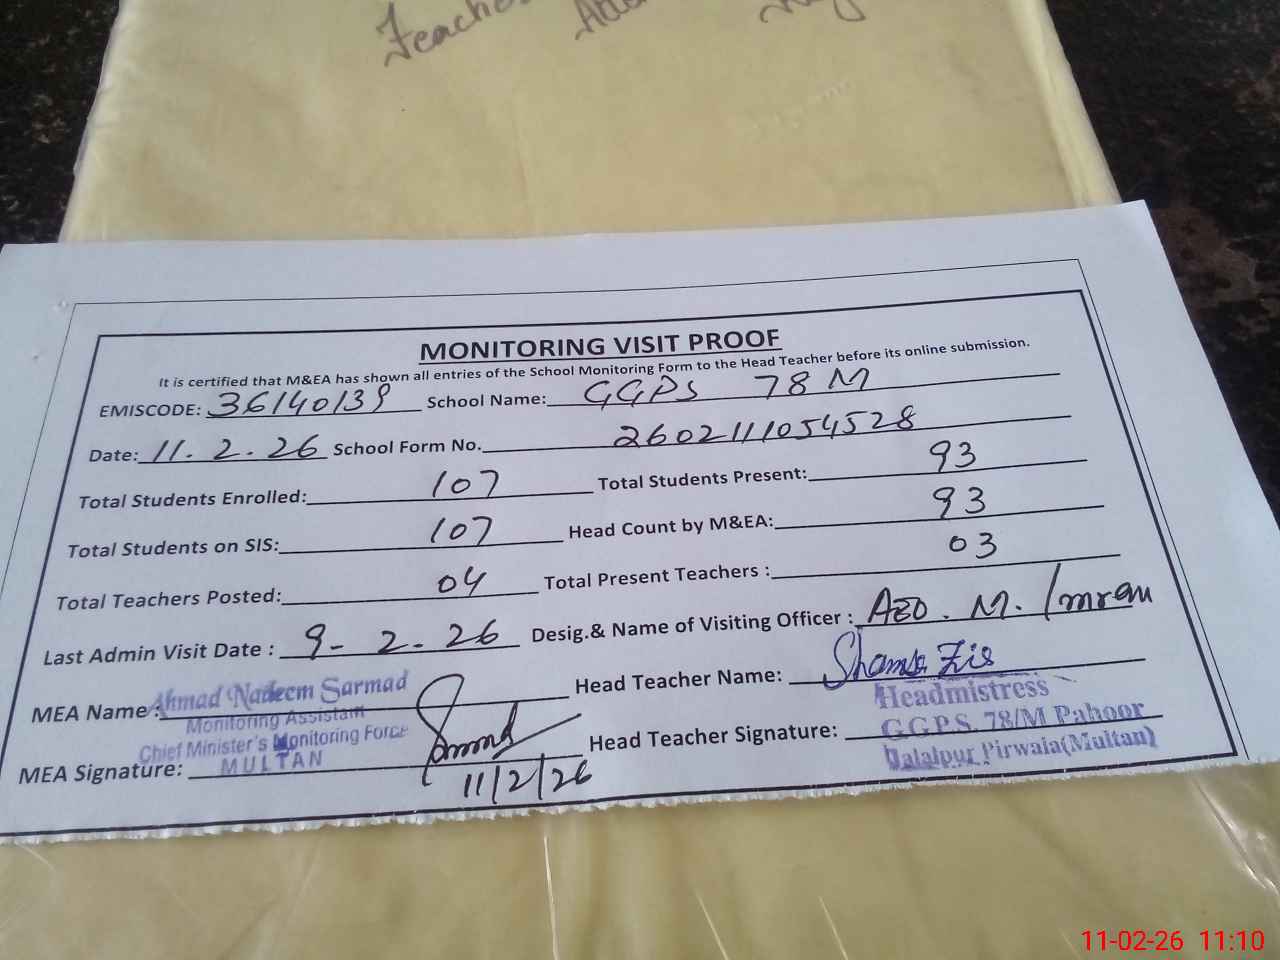 Teacher
MONITORING VISIT PROOF
It is certified that M&EA has shown all entries of the School Monitoring Form to the Head Teacher before its online submission.
EMISCODE: 36140139 School Name: GGPS 78 M
Date: 11.2.26 School Form No. 2602111054528
Total Students Enrolled: 107 Total Students Present: 93
Total Students on SIS: 107 Head Count by M&EA: 93
Total Teachers Posted: 04 Total Present Teachers : 03
Last Admin Visit Date : 9-2.26 Desig.& Name of Visiting Officer : AEO. M. Imran
MEA Name : Ahmad Nadeem Sarmad Head Teacher Name: Shams
Monitoring Assistant
Chief Minister's Monitoring Force
MULTAN
MEA Signature: 11/2/26 Head Teacher Signature:
Headmistress
G.G.P.S. 78/M Pahoor
Jalalpur Pirwala(Multan)
11-02-26 11:10